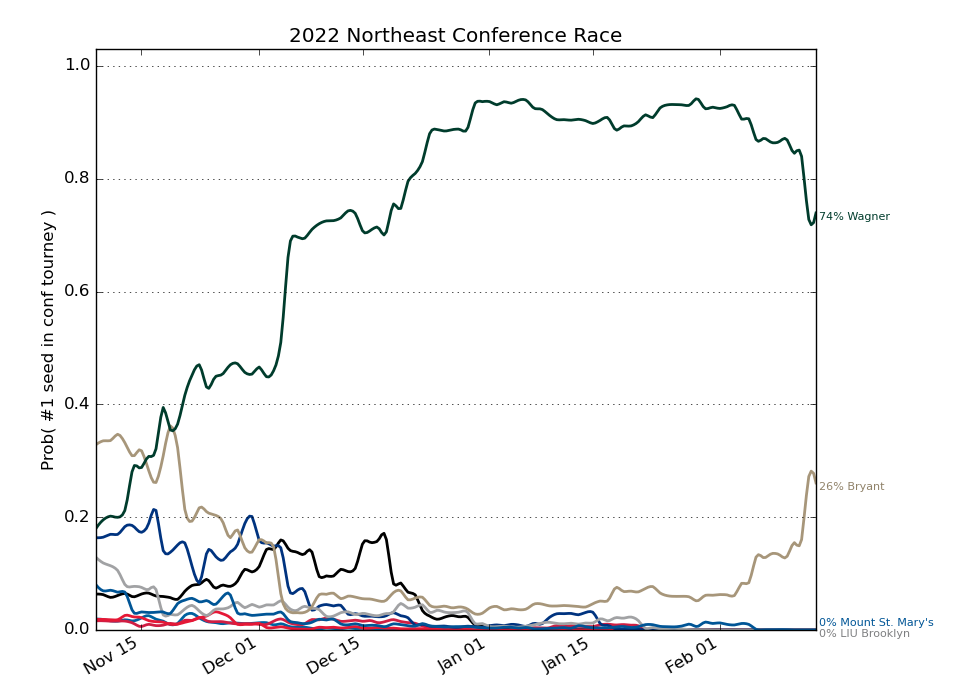 2022 Northeast Conference Race
Prob( #1 seed in conf tourney )
1.0
0.8
0.6
0.4
0.2
0.0
74% Wagner
26% Bryant
0% Mount St. Mary's
0% LIU Brooklyn
Nov 15
Dec 01
Dec 15
Jan 01
Jan 15
Feb 01